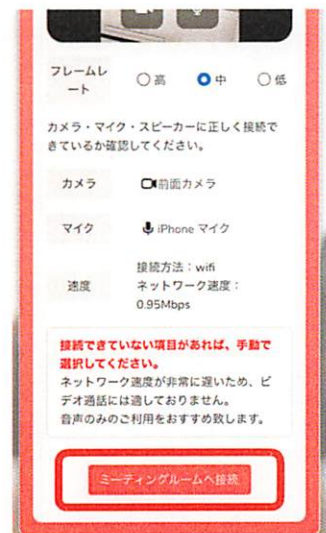 フレームレ
ート
高
中
低
カメラ・マイク・スピーカーに正しく接続で
きているか確認してください。
カメラ
前面カメラ
マイク
iPhone マイク
速度
接続方法:wifi
ネットワーク速度:
0.95Mbps
接続できていない項目があれば、手動で
選択してください。
ネットワーク速度が非常に遅いため、ビ
デオ通話には適しておりません。
音声のみのご利用をおすすめ致します。
ミーティングルームへ接続